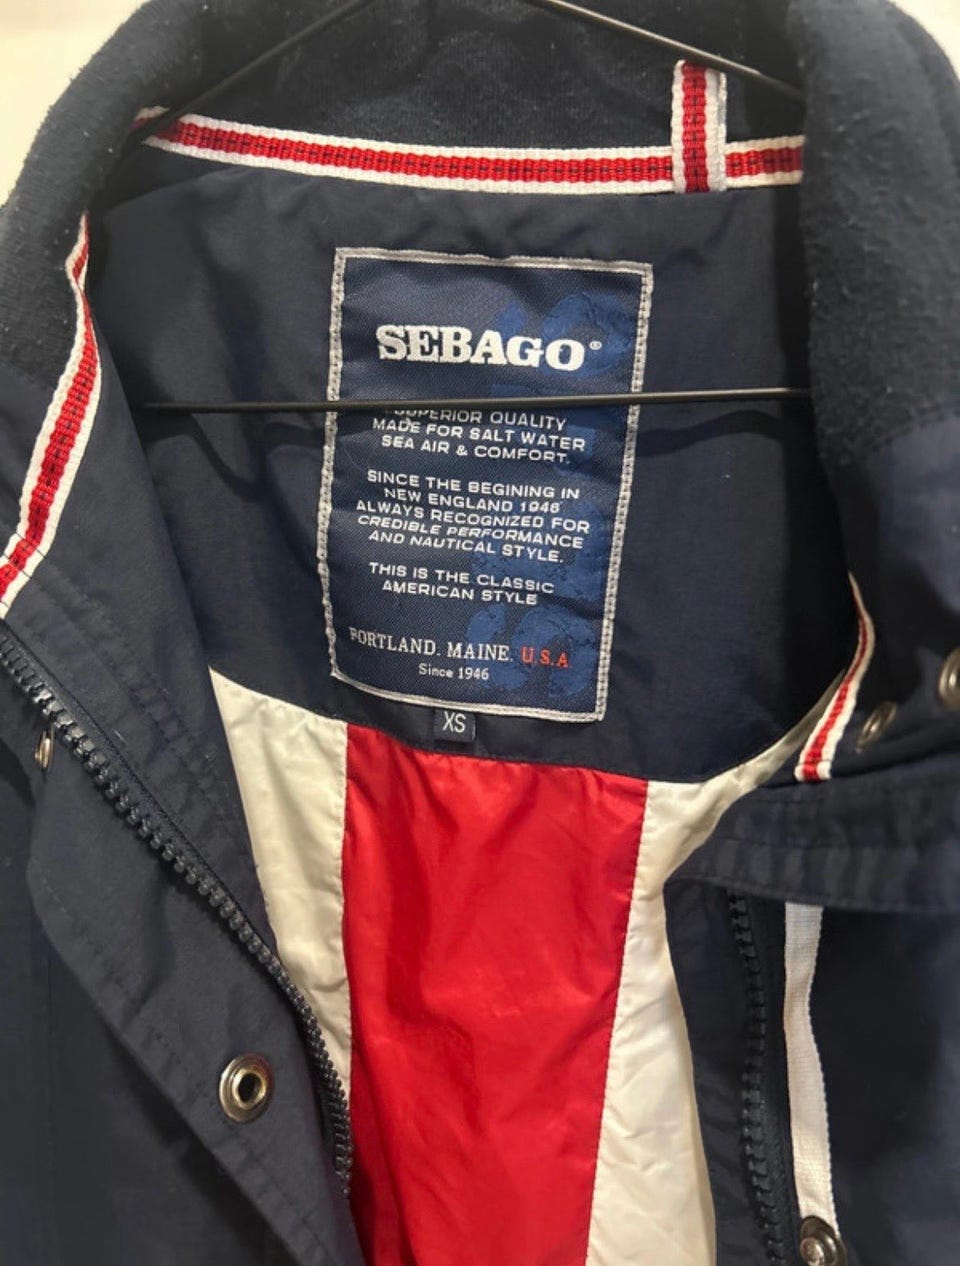 SEBAGO®
SUPERIOR QUALITY
MADE FOR SALT WATER
SEA AIR & COMFORT.
SINCE THE BEGINING IN
NEW ENGLAND 1946
ALWAYS RECOGNIZED FOR
CREDIBLE PERFORMANCE
AND NAUTICAL STYLE.
THIS IS THE CLASSIC
AMERICAN STYLE
PORTLAND. MAINE. U.S.A
Since 1946
XS